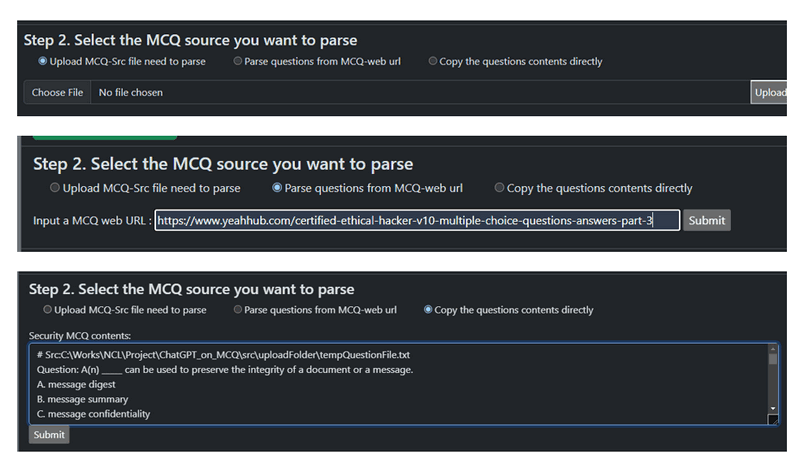 Step 2. Select the MCQ source you want to parse
Upload MCQ-Src file need to parse Parse questions from MCQ-web url Copy the questions contents directly
Choose File No file chosen Upload
Step 2. Select the MCQ source you want to parse
Upload MCQ-Src file need to parse Parse questions from MCQ-web url Copy the questions contents directly
Input a MCQ web URL : https://www.yeahhub.com/certified-ethical-hacker-v10-multiple-choice-questions-answers-part-3 Submit
Step 2. Select the MCQ source you want to parse
Upload MCQ-Src file need to parse Parse questions from MCQ-web url Copy the questions contents directly
Security MCQ contents:
# Src:C:\Works\NCL\Project\ChatGPT_on_MCQ\src\uploadFolder\tempQuestionFile.txt
Question: A(n) _____ can be used to preserve the integrity of a document or a message.
A. message digest
B. message summary
C. message confidentiality
Submit